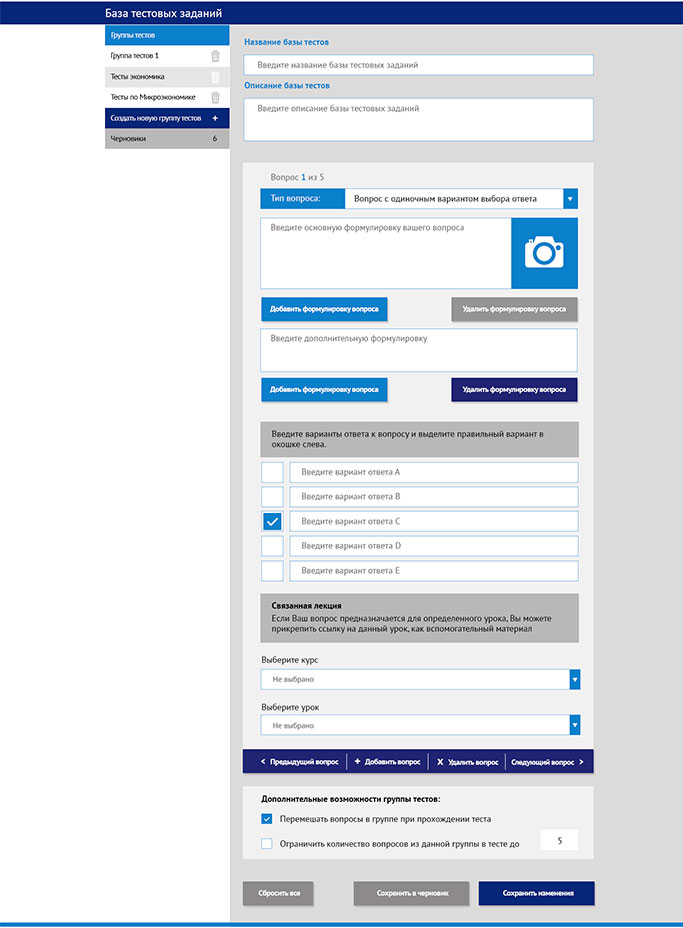 База тестовых заданий
Группы тестов
Группа тестов 1
Тесты экономика
Тесты по Микроэкономике
Создать новую группу тестов +
Черновики 6
Название базы тестов
Введите название базы тестовых заданий
Описание базы тестов
Введите описание базы тестовых заданий
Вопрос 1 из 5
Тип вопроса: Вопрос с одиночным вариантом выбора ответа
Введите основную формулировку вашего вопроса
Добавить формулировку вопроса Удалить формулировку вопроса
Введите дополнительную формулировку
Добавить формулировку вопроса Удалить формулировку вопроса
Введите варианты ответа к вопросу и выделите правильный вариант в
окошке слева.
Введите вариант ответа A
Введите вариант ответа B
Введите вариант ответа C
Введите вариант ответа D
Введите вариант ответа E
Связанная лекция
Если Ваш вопрос предназначается для определенного урока, Вы можете
прикрепить ссылку на данный урок, как вспомогательный материал
Выберите курс
Не выбрано
Выберите урок
Не выбрано
< Предыдущий вопрос + Добавить вопрос X Удалить вопрос Следующий вопрос >
Дополнительные возможности группы тестов:
Перемешать вопросы в группе при прохождении теста
Ограничить количество вопросов из данной группы в тесте до 5
Сбросить все Сохранить в черновик Сохранить изменения